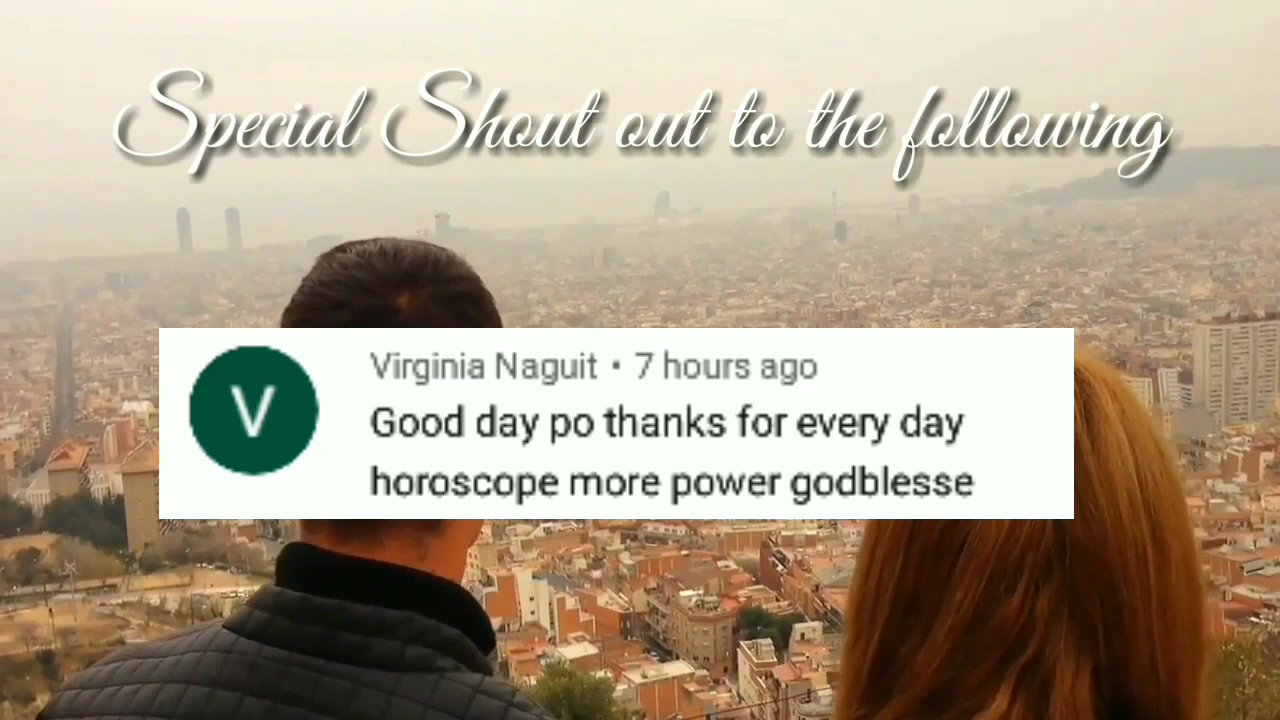 Special Shout out to the following
V
Virginia Naguit • 7 hours ago
Good day po thanks for every day
horoscope more power godblesse